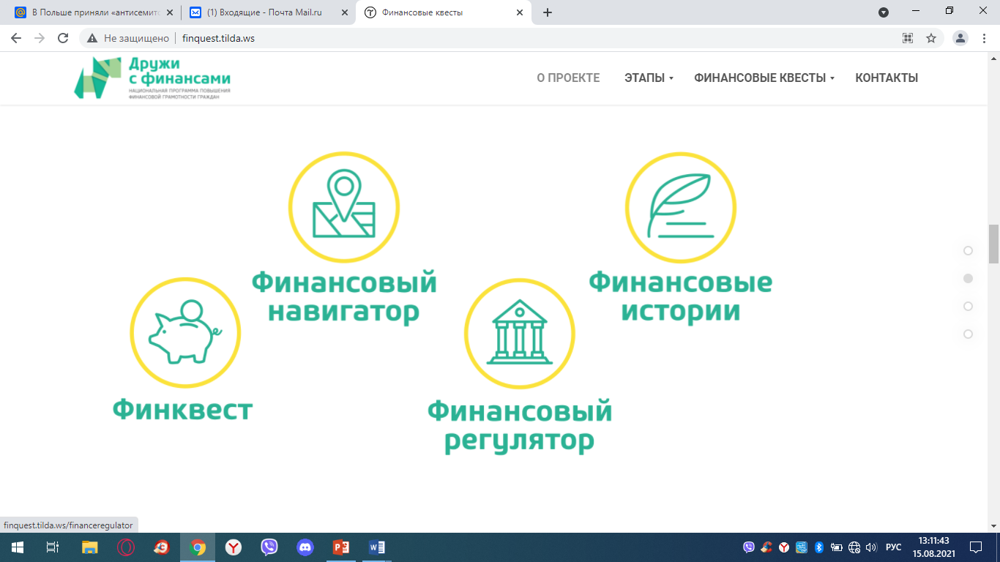 В Польше приняли «антисемито
(1) Входящие - Почта Mail.ru
Финансовые квесты
Не защищено
finquest.tilda.ws
Дружи
с финансами
НАЦИОНАЛЬНАЯ ПРОГРАММА ПОВЫШЕНИЯ
ФИНАНСОВОЙ ГРАМОТНОСТИ ГРАЖДАН
О ПРОЕКТЕ
ЭТАПЫ
ФИНАНСОВЫЕ КВЕСТЫ
КОНТАКТЫ
Финансовый
навигатор
Финансовые
истории
Финквест
Финансовый
регулятор
finquest.tilda.ws/financeregulator
РУС
13:11:43
15.08.2021